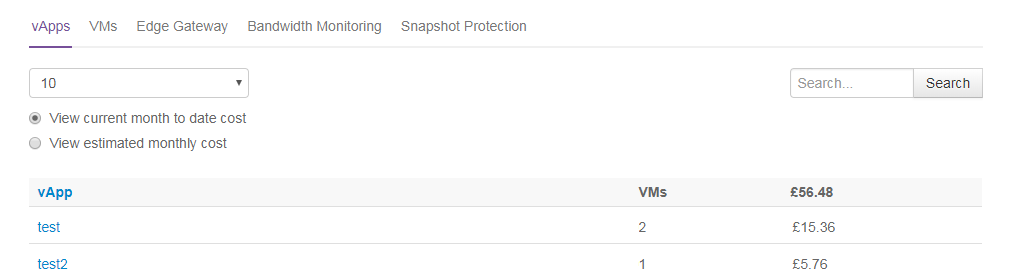 vApps VMs Edge Gateway Bandwidth Monitoring Snapshot Protection
10 Search... Search
View current month to date cost
View estimated monthly cost
vApp VMs £56.48
test 2 £15.36
test2 1 £5.76